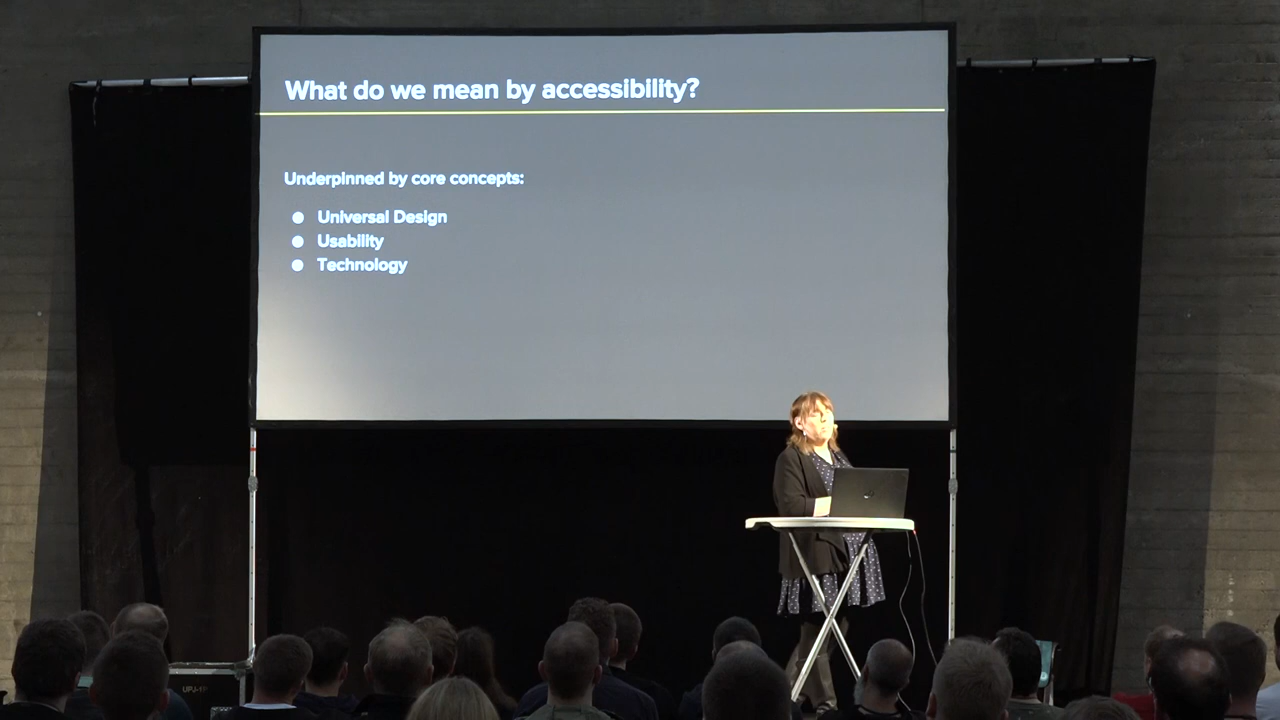 What do we mean by accessibility?
Underpinned by core concepts:
● Universal Design
● Usability
● Technology